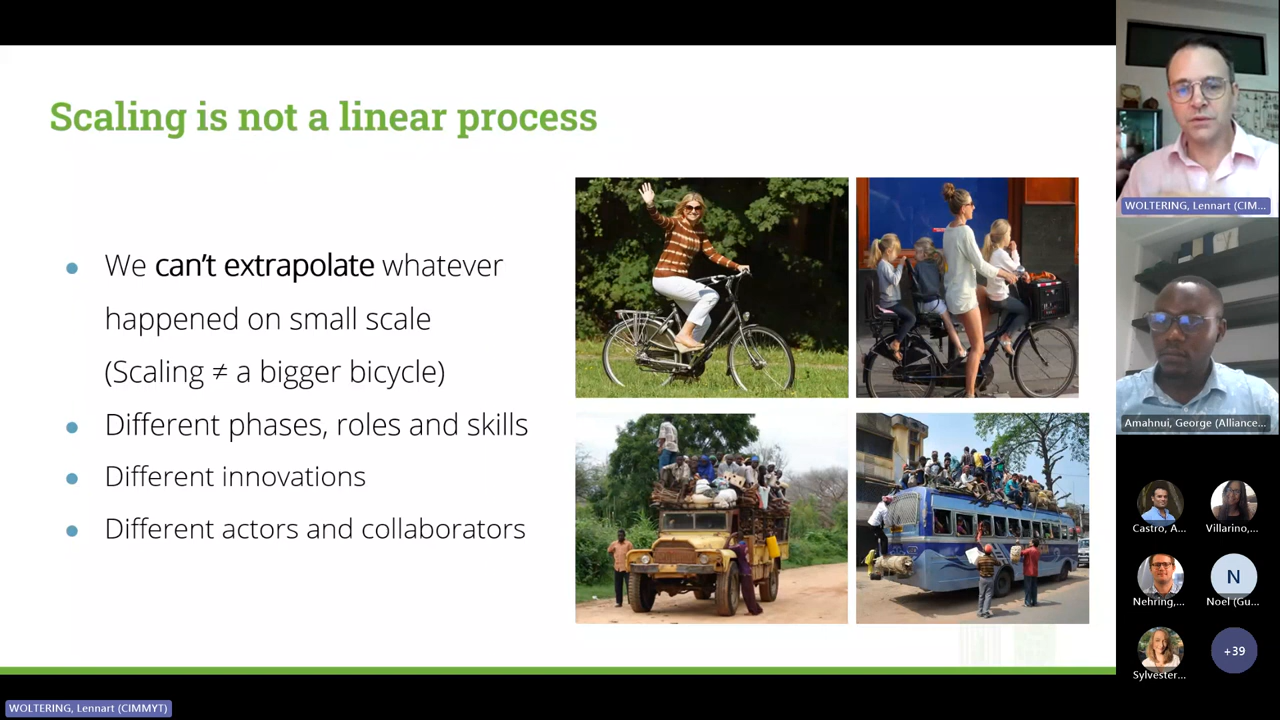 Scaling is not a linear process
We can't extrapolate whatever
happened on small scale
(Scaling ≠ a bigger bicycle)
Different phases, roles and skills
Different innovations
Different actors and collaborators
WOLTERING, Lennart (CIM...
Amahnui, George (Alliance...
Castro, A...
Villarino,...
Nehring,...
N
Noel (Gu...
Sylvester...
+39
WOLTERING, Lennart (CIMMYT)